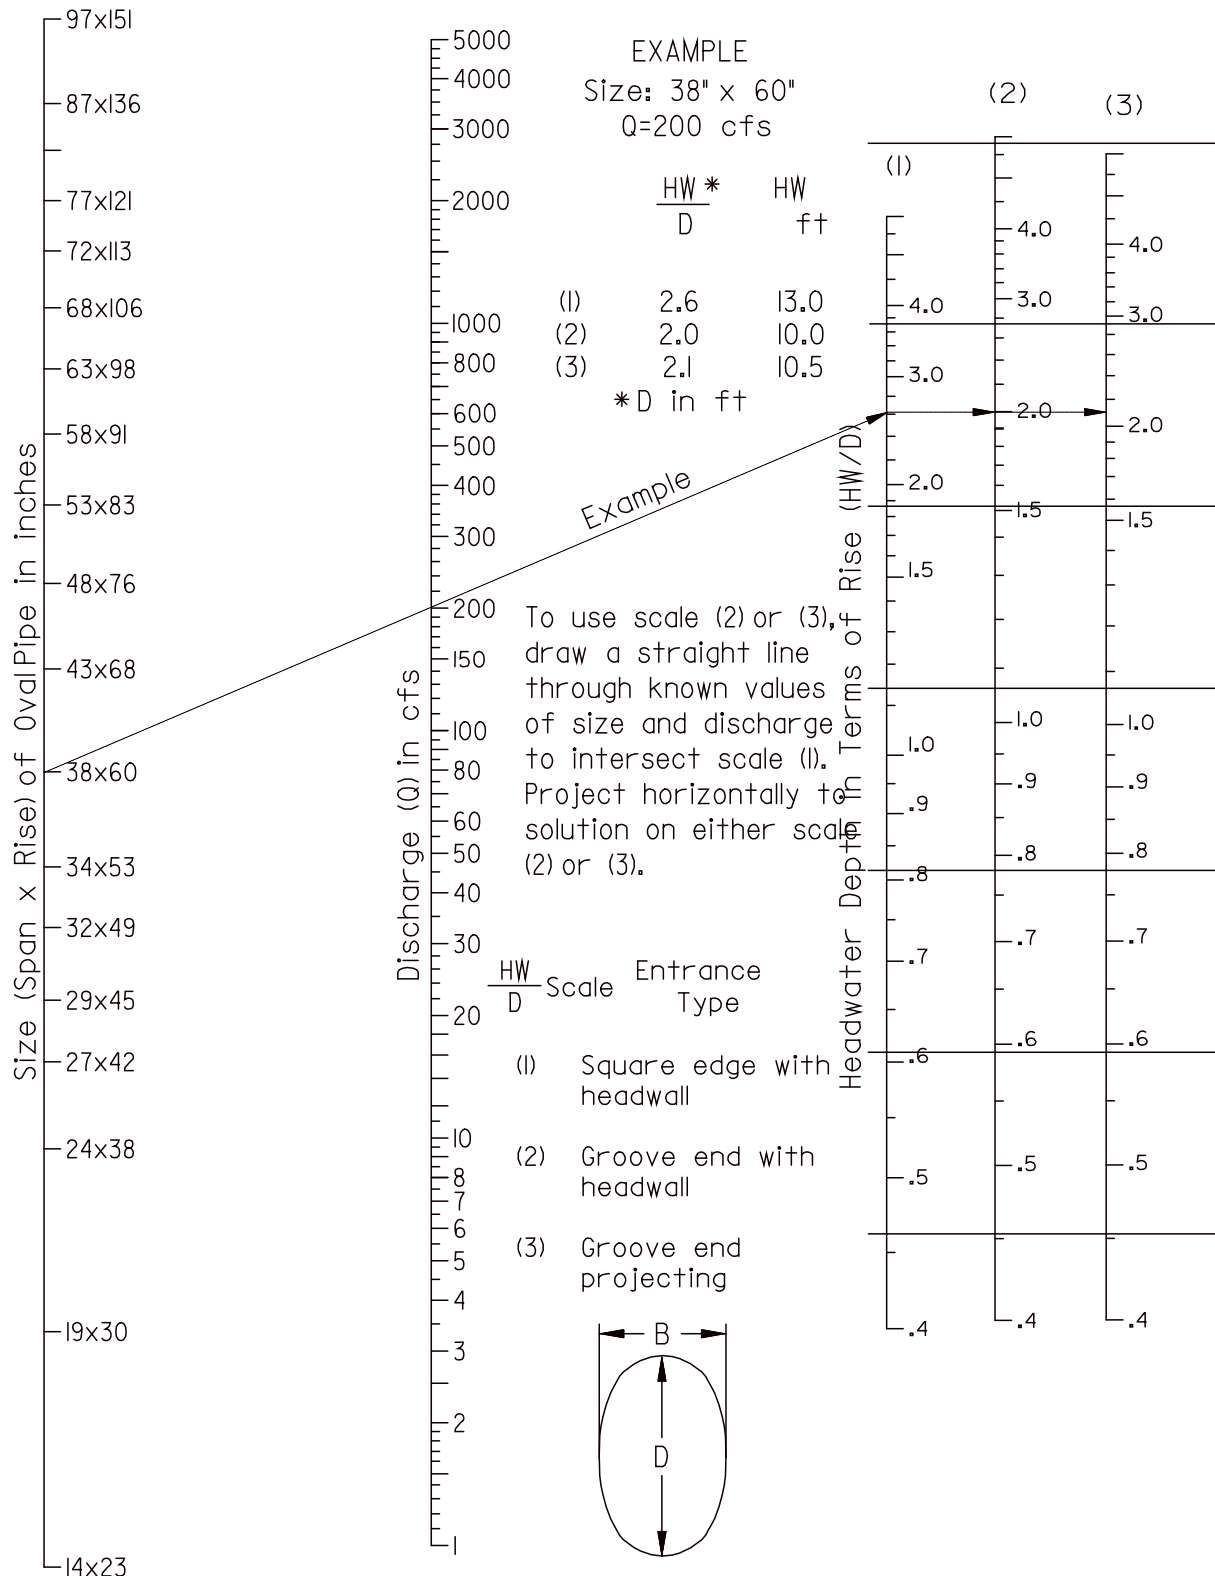 Size (Span x Rise) of Oval Pipe in inches
97x151
87x136
77x121
72x113
68x106
63x98
58x91
53x83
48x76
43x68
38x60
34x53
32x49
29x45
27x42
24x38
19x30
14x23
Discharge (Q) in cfs
5000
4000
3000
2000
1000
800
600
500
400
300
200
150
100
80
60
50
40
30
20
10
8
7
6
5
4
3
2
1
EXAMPLE
Size: 38" x 60"
Q=200 cfs
HW * HW
D ft
(1) 2.6 13.0
(2) 2.0 10.0
(3) 2.1 10.5
*D in ft
Example
To use scale (2) or (3),
draw a straight line
through known values
of size and discharge
to intersect scale (1).
Project horizontally to
solution on either scale
(2) or (3).
HW Scale Entrance
D Type
(1) Square edge with
headwall
(2) Groove end with
headwall
(3) Groove end
projecting
B
D
Headwater Depth in Terms of Rise (HW/D)
(1)
4.0
3.0
2.0
1.5
1.0
.9
.8
.7
.6
.5
.4
(2)
4.0
3.0
2.0
1.5
1.0
.9
.8
.7
.6
.5
.4
(3)
4.0
3.0
2.0
1.5
1.0
.9
.8
.7
.6
.5
.4